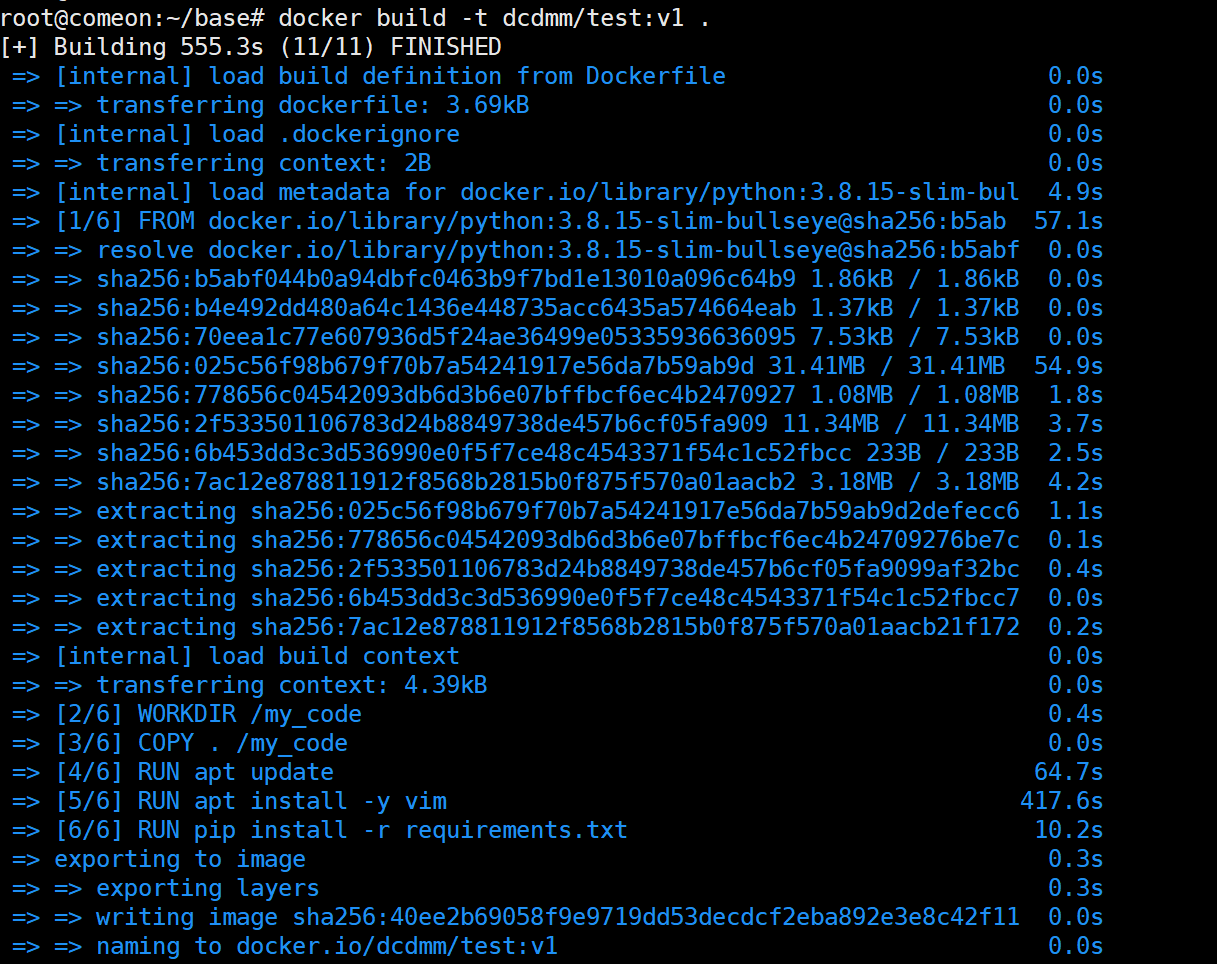 root@comeon:~/base# docker build -t dcdmm/test:v1 .
[+] Building 555.3s (11/11) FINISHED
=> [internal] load build definition from Dockerfile 0.0s
=> => transferring dockerfile: 3.69kB 0.0s
=> [internal] load .dockerignore 0.0s
=> => transferring context: 2B 0.0s
=> [internal] load metadata for docker.io/library/python:3.8.15-slim-bul 4.9s
=> [1/6] FROM docker.io/library/python:3.8.15-slim-bullseye@sha256:b5ab 57.1s
=> => resolve docker.io/library/python:3.8.15-slim-bullseye@sha256:b5abf 0.0s
=> => sha256:b5abf044b0a94dbfc0463b9f7bd1e13010a096c64b9 1.86kB / 1.86kB 0.0s
=> => sha256:b4e492dd480a64c1436e448735acc6435a574664eab 1.37kB / 1.37kB 0.0s
=> => sha256:70eea1c77e607936d5f24ae36499e05335936636095 7.53kB / 7.53kB 0.0s
=> => sha256:025c56f98b679f70b7a54241917e56da7b59ab9d 31.41MB / 31.41MB 54.9s
=> => sha256:778656c04542093db6d3b6e07bffbcf6ec4b2470927 1.08MB / 1.08MB 1.8s
=> => sha256:2f533501106783d24b8849738de457b6cf05fa909 11.34MB / 11.34MB 3.7s
=> => sha256:6b453dd3c3d536990e0f5f7ce48c4543371f54c1c52fbcc 233B / 233B 2.5s
=> => sha256:7ac12e878811912f8568b2815b0f875f570a01aacb2 3.18MB / 3.18MB 4.2s
=> => extracting sha256:025c56f98b679f70b7a54241917e56da7b59ab9d2defecc6 1.1s
=> => extracting sha256:778656c04542093db6d3b6e07bffbcf6ec4b24709276be7c 0.1s
=> => extracting sha256:2f533501106783d24b8849738de457b6cf05fa9099af32bc 0.4s
=> => extracting sha256:6b453dd3c3d536990e0f5f7ce48c4543371f54c1c52fbcc7 0.0s
=> => extracting sha256:7ac12e878811912f8568b2815b0f875f570a01aacb21f172 0.2s
=> [internal] load build context 0.0s
=> => transferring context: 4.39kB 0.0s
=> [2/6] WORKDIR /my_code 0.4s
=> [3/6] COPY . /my_code 0.0s
=> [4/6] RUN apt update 64.7s
=> [5/6] RUN apt install -y vim 417.6s
=> [6/6] RUN pip install -r requirements.txt 10.2s
=> exporting to image 0.3s
=> => exporting layers 0.3s
=> => writing image sha256:40ee2b69058f9e9719dd53decdcf2eba892e3e8c42f11 0.0s
=> => naming to docker.io/dcdmm/test:v1 0.0s